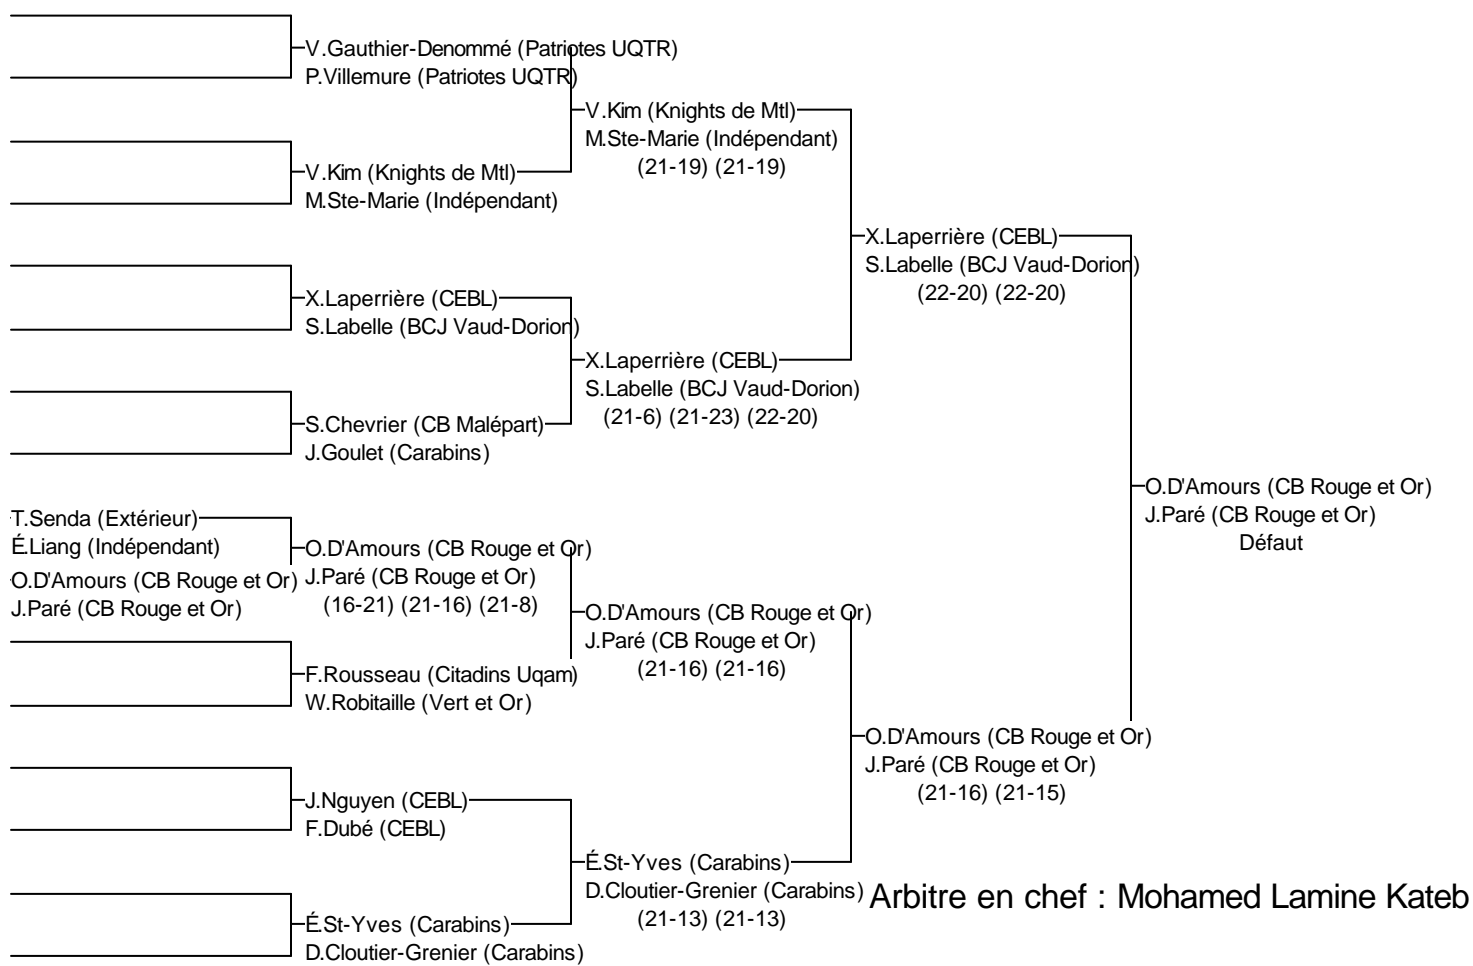 V.Gauthier-Denommé (Patriotes UQTR)
P.Villemure (Patriotes UQTR)
V.Kim (Knights de Mtl)
M.Ste-Marie (Indépendant)
(21-19) (21-19)
V.Kim (Knights de Mtl)
M.Ste-Marie (Indépendant)
X.Laperrière (CEBL)
S.Labelle (BCJ Vaud-Dorion)
(22-20) (22-20)
X.Laperrière (CEBL)
S.Labelle (BCJ Vaud-Dorion)
X.Laperrière (CEBL)
S.Labelle (BCJ Vaud-Dorion)
(21-6) (21-23) (22-20)
S.Chevrier (CB Malépart)
J.Goulet (Carabins)
O.D'Amours (CB Rouge et Or)
J.Paré (CB Rouge et Or)
Défaut
T.Senda (Extérieur)
É.Liang (Indépendant)
O.D'Amours (CB Rouge et Or)
J.Paré (CB Rouge et Or)
O.D'Amours (CB Rouge et Or)
J.Paré (CB Rouge et Or)
(16-21) (21-16) (21-8)
O.D'Amours (CB Rouge et Or)
J.Paré (CB Rouge et Or)
(21-16) (21-16)
F.Rousseau (Citadins Uqam)
W.Robitaille (Vert et Or)
O.D'Amours (CB Rouge et Or)
J.Paré (CB Rouge et Or)
(21-16) (21-15)
J.Nguyen (CEBL)
F.Dubé (CEBL)
É.St-Yves (Carabins)
D.Cloutier-Grenier (Carabins)
(21-13) (21-13)
Arbitre en chef : Mohamed Lamine Kateb
É.St-Yves (Carabins)
D.Cloutier-Grenier (Carabins)